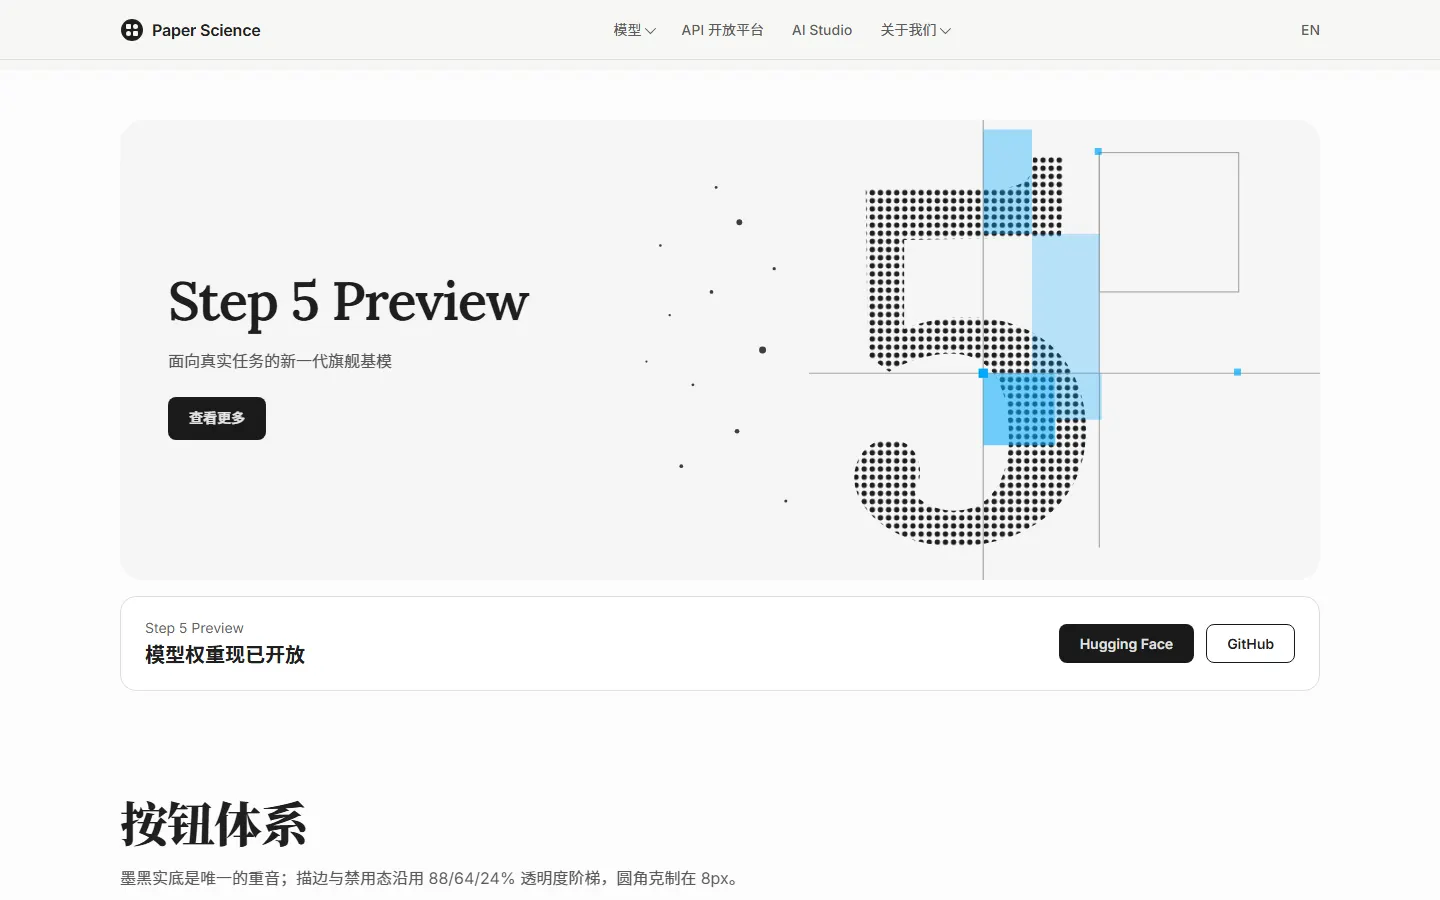 Paper Science
模型
API 开放平台
AI Studio
关于我们
EN
Step 5 Preview
面向真实任务的新一代旗舰基模
查看更多
5
Step 5 Preview
模型权重现已开放
Hugging Face
GitHub
按钮体系
墨黑实底是唯一的重音；描边与禁用态沿用 88/64/24% 透明度阶梯，圆角克制在 8px。